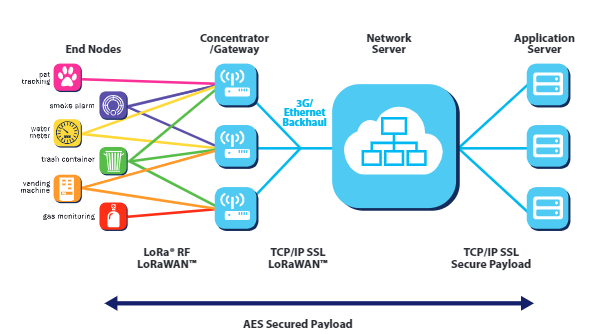 Concentrator
/Gateway
Network
Server
Application
Server
End Nodes
pet
tracking
smoke alarm
water
meter
trash container
vending
machine
gas monitoring
3G/
Ethernet
Backhaul
LoRa® RF
LoRaWAN™
TCP/IP SSL
LoRaWAN™
TCP/IP SSL
Secure Payload
AES Secured Payload